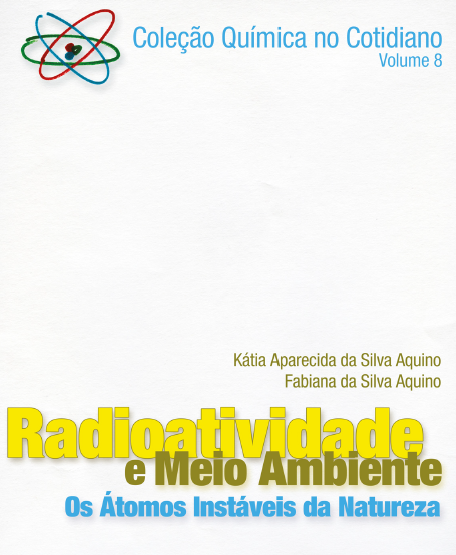 Coleção Química no Cotidiano
Volume 8
Kátia Aparecida da Silva Aquino
Fabiana da Silva Aquino
Radioatividade
e Meio Ambiente
Os Átomos Instáveis da Natureza